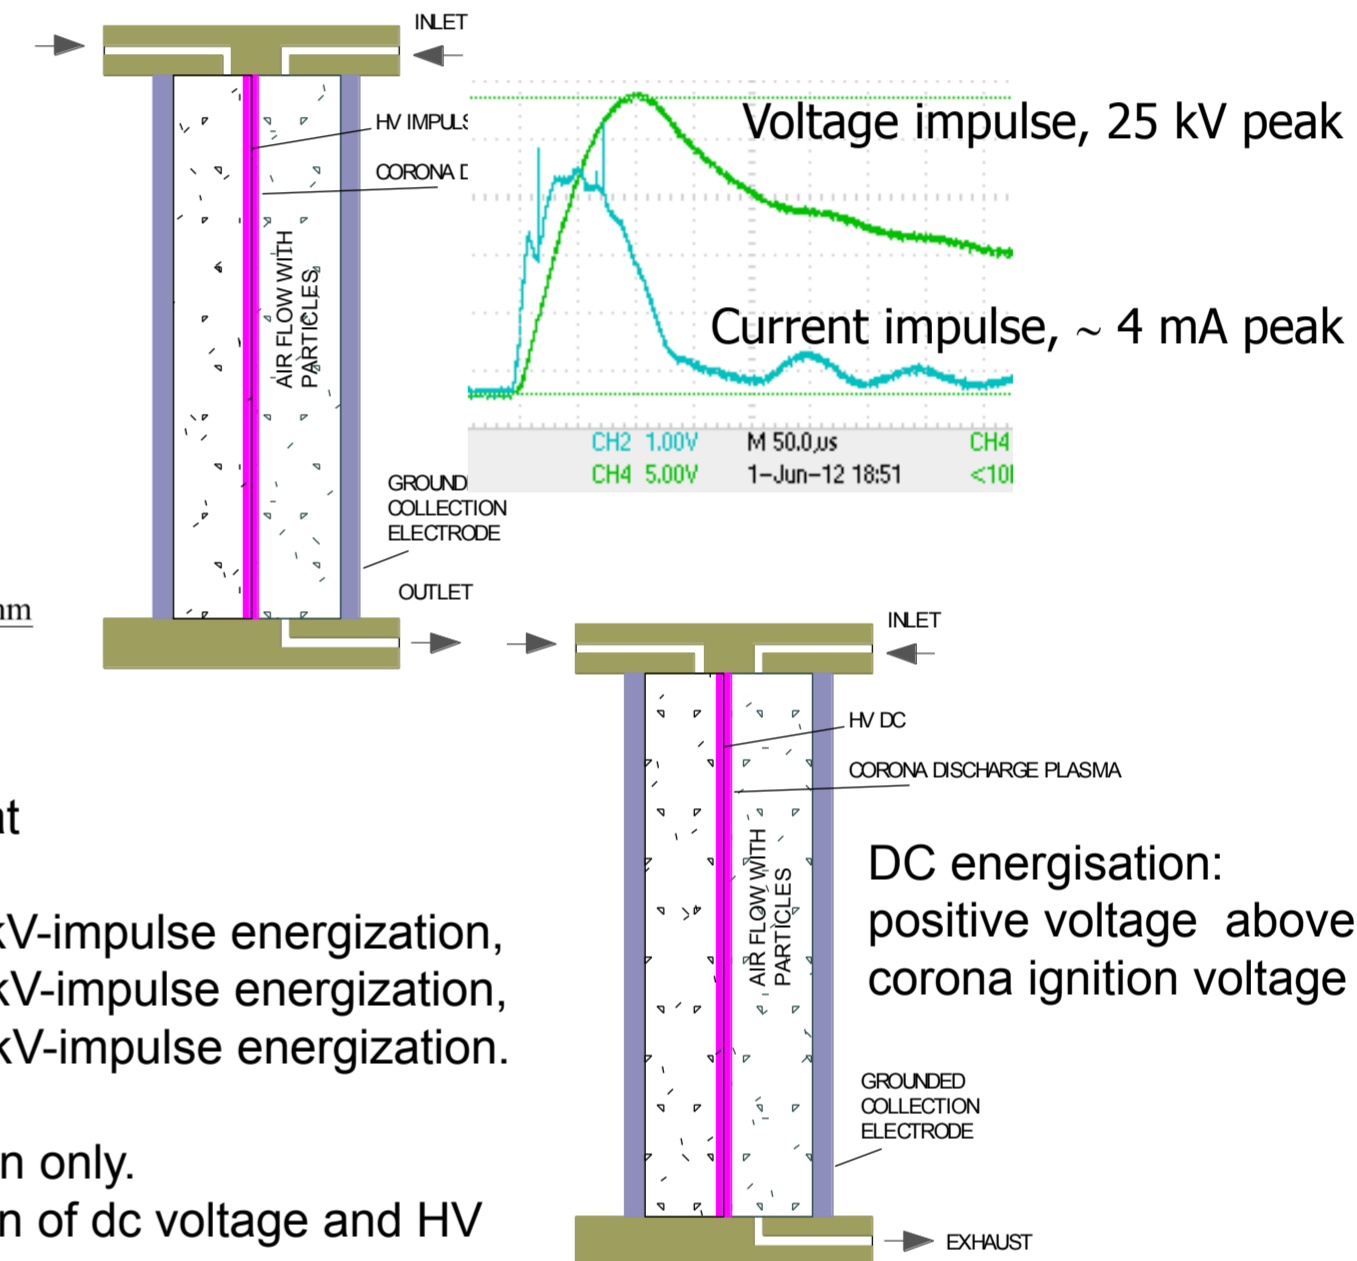 INLET
HV IMPULS
CORONA D
Voltage impulse, 25 kV peak
AIR FLOW WITH
PARTICLES
Current impulse, ~ 4 mA peak
CH2 1.00V M 50.0µs CH4
CH4 5.00V 1-Jun-12 18:51 <10
GROUND
COLLECTION
ELECTRODE
OUTLET
nm
INLET
HV DC
CORONA DISCHARGE PLASMA
AIR FLOW WITH
PARTICLES
DC energisation:
positive voltage above
corona ignition voltage
GROUNDED
COLLECTION
ELECTRODE
EXHAUST
at
kV-impulse energization,
kV-impulse energization,
kV-impulse energization.
n only.
n of dc voltage and HV